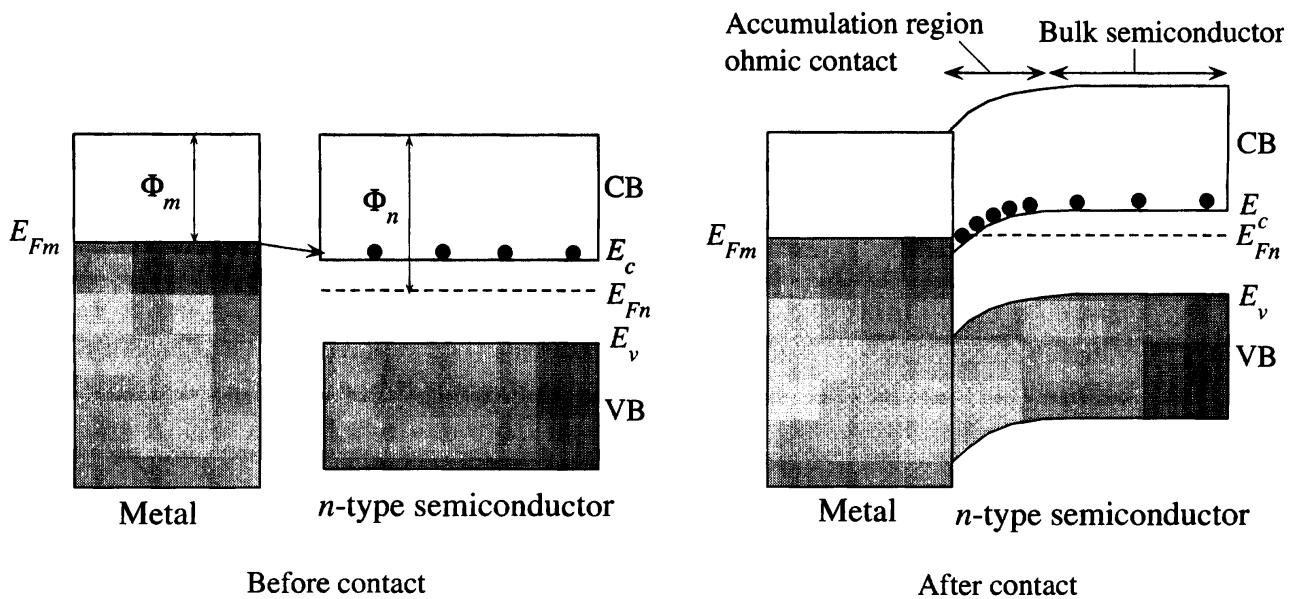 Accumulation region
ohmic contact
Bulk semiconductor
Φm
Φn
CB
EFm
Ec
EFn
Ev
VB
Metal
n-type semiconductor
Before contact
CB
EFm
Ec
EFn
Ev
VB
Metal
n-type semiconductor
After contact